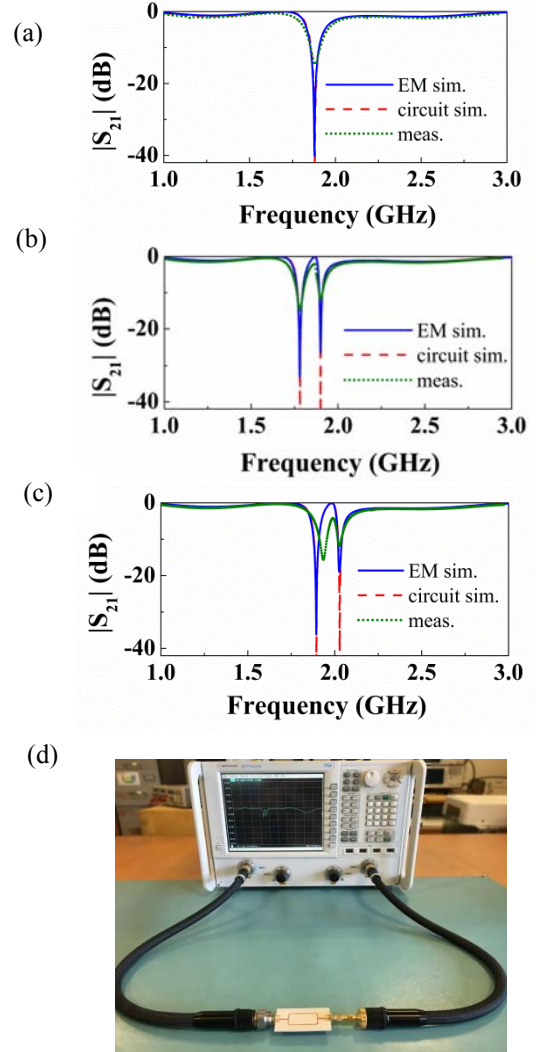 (a)
0
-20
-40
|S21| (dB)
EM sim.
circuit sim.
meas.
1.0 1.5 2.0 2.5 3.0
Frequency (GHz)
(b)
0
-20
-40
|S21| (dB)
EM sim.
circuit sim.
meas.
1.0 1.5 2.0 2.5 3.0
Frequency (GHz)
(c)
0
-20
-40
|S21| (dB)
EM sim.
circuit sim.
meas.
1.0 1.5 2.0 2.5 3.0
Frequency (GHz)
(d)